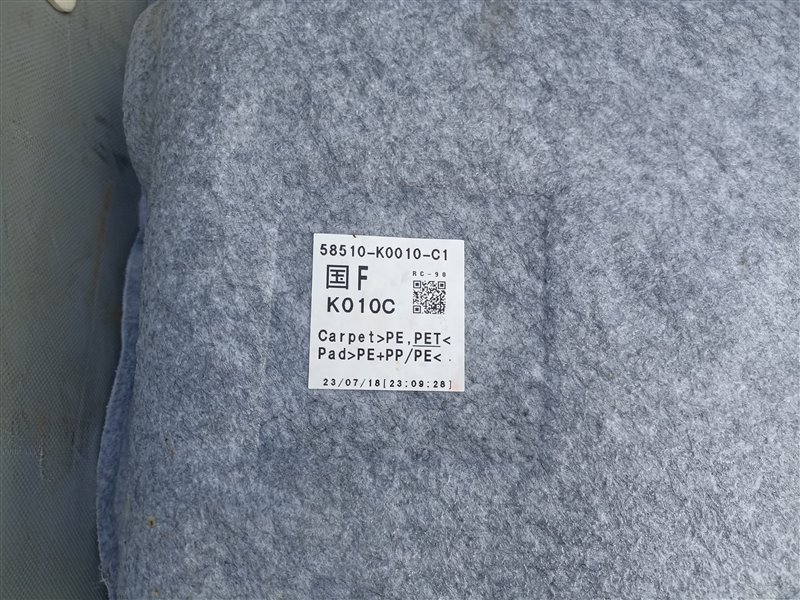 58510-K0010-C1
国F
RC-98
K010C
Carpet>PE,PET<
Pad>PE+PP/PE<
23/07/18[23:09:28]